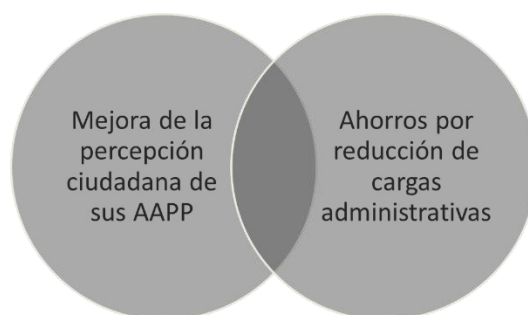 Mejora de la
percepción
ciudadana de
sus AAPP
Ahorros por
reducción de
cargas
administrativas